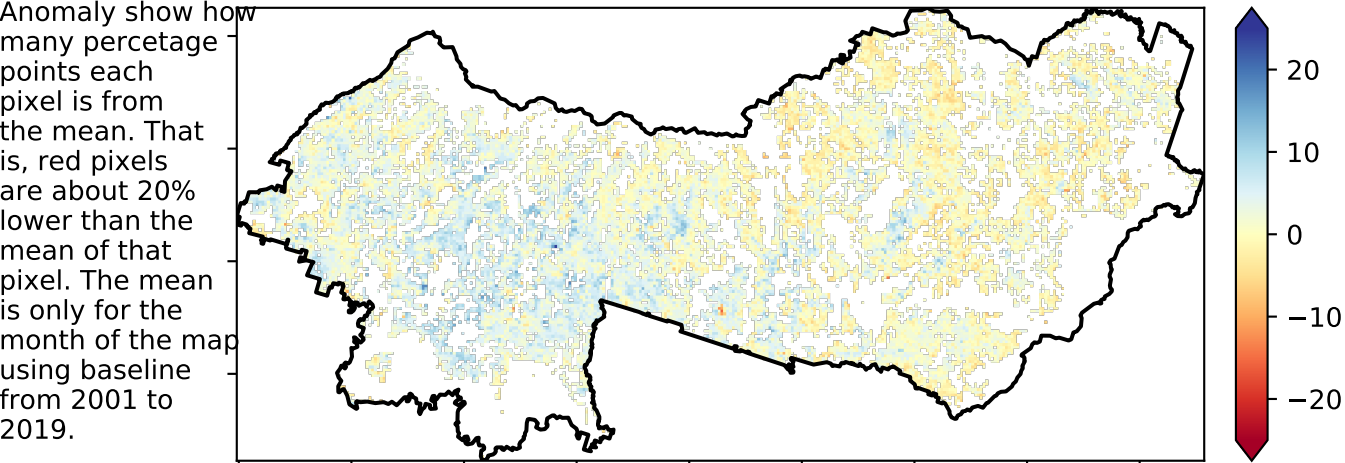 Anomaly show how
many percetage
points each
pixel is from
the mean. That
is, red pixels
are about 20%
lower than the
mean of that
pixel. The mean
is only for the
month of the map
using baseline
from 2001 to
2019.
20
10
0
−10
−20